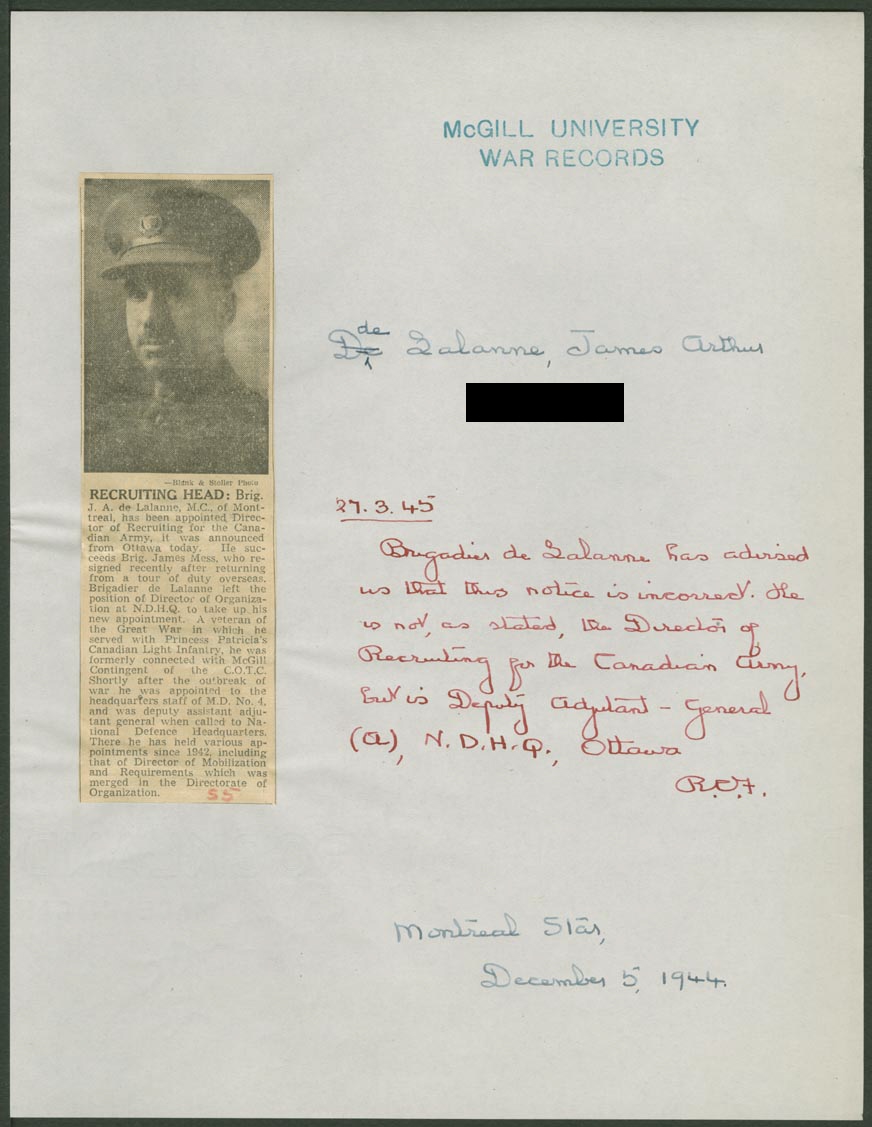 McGILL UNIVERSITY
WAR RECORDS
de
De Lalanne, James Arthur
—Blank & Stoller Photo
RECRUITING HEAD: Brig.
J. A. de Lalanne, M.C., of Mont-
treal, has been appointed Direc-
tor of Recruiting for the Cana-
dian Army, it was announced
from Ottawa today. He suc-
ceeds Brig. James Mess, who re-
signed recently after returning
from a tour of duty overseas.
Brigadier de Lalanne left the
position of Director of Organiza-
tion at N.D.H.Q. to take up his
new appointment. A veteran of
the Great War in which he
served with Princess Patricia's
Canadian Light Infantry, he was
formerly connected with McGill
Contingent of the C.O.T.C.
Shortly after the outbreak of
war he was appointed to the
headquarters staff of M.D. No. 4,
and was deputy assistant adju-
tant general when called to Na-
tional Defence Headquarters.
There he has held various ap-
pointments since 1942, including
that of Director of Mobilization
and Requirements which was
merged in the Directorate of
Organization.
55
27.3.45
Brigadier de Lalanne has advised
us that this notice is incorrect. He
is not, as stated, the Director of
Recruiting for the Canadian Army,
but is Deputy Adjutant-General
(A), N.D.H.Q., Ottawa
R.V.F.
Montreal Star,
December 5, 1944.